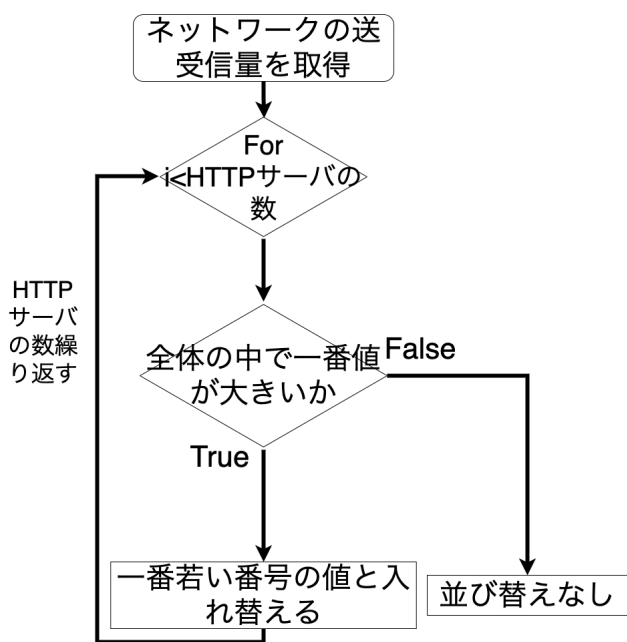 ネットワークの送
受信量を取得
For
i<HTTPサーバの
数
HTTP
サーバ
の数繰
り返す
全体の中で一番値
が大きいか
False
True
一番若い番号の値と入
れ替える
並び替えなし